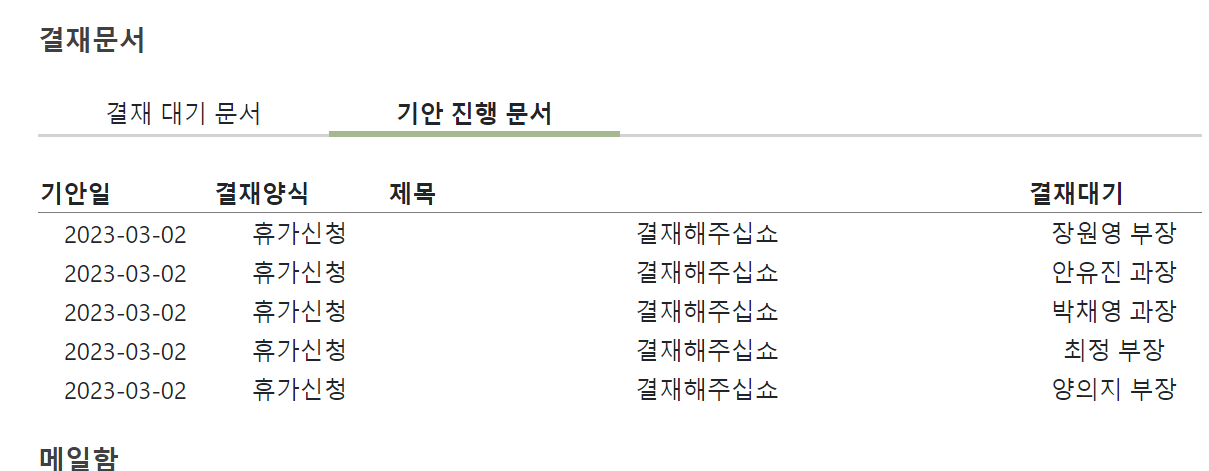 결재문서
결재 대기 문서 기안 진행 문서
기안일 결재양식 제목 결재대기
2023-03-02 휴가신청 결재해주십쇼 장원영 부장
2023-03-02 휴가신청 결재해주십쇼 안유진 과장
2023-03-02 휴가신청 결재해주십쇼 박채영 과장
2023-03-02 휴가신청 결재해주십쇼 최정 부장
2023-03-02 휴가신청 결재해주십쇼 양의지 부장
메일함